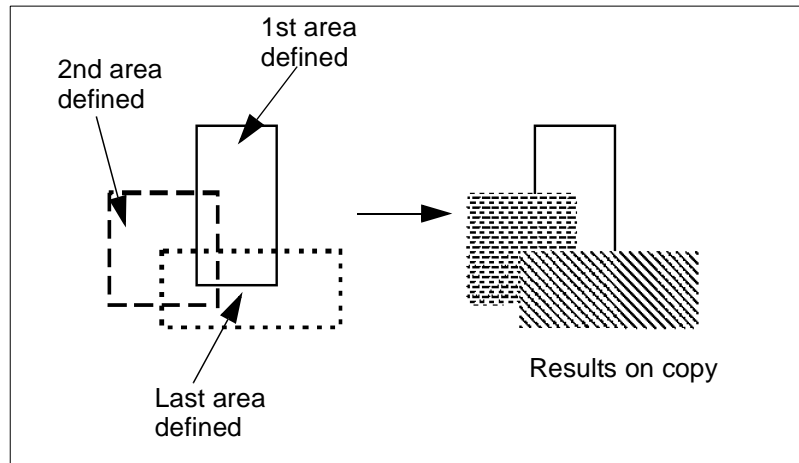 1st area
defined
2nd area
defined
Last area
defined
Results on copy